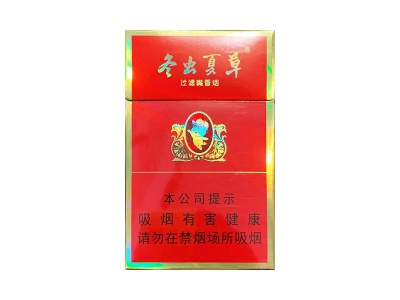 冬虫夏草
过滤嘴香烟
本公司提示
吸烟有害健康
请勿在禁烟场所吸烟